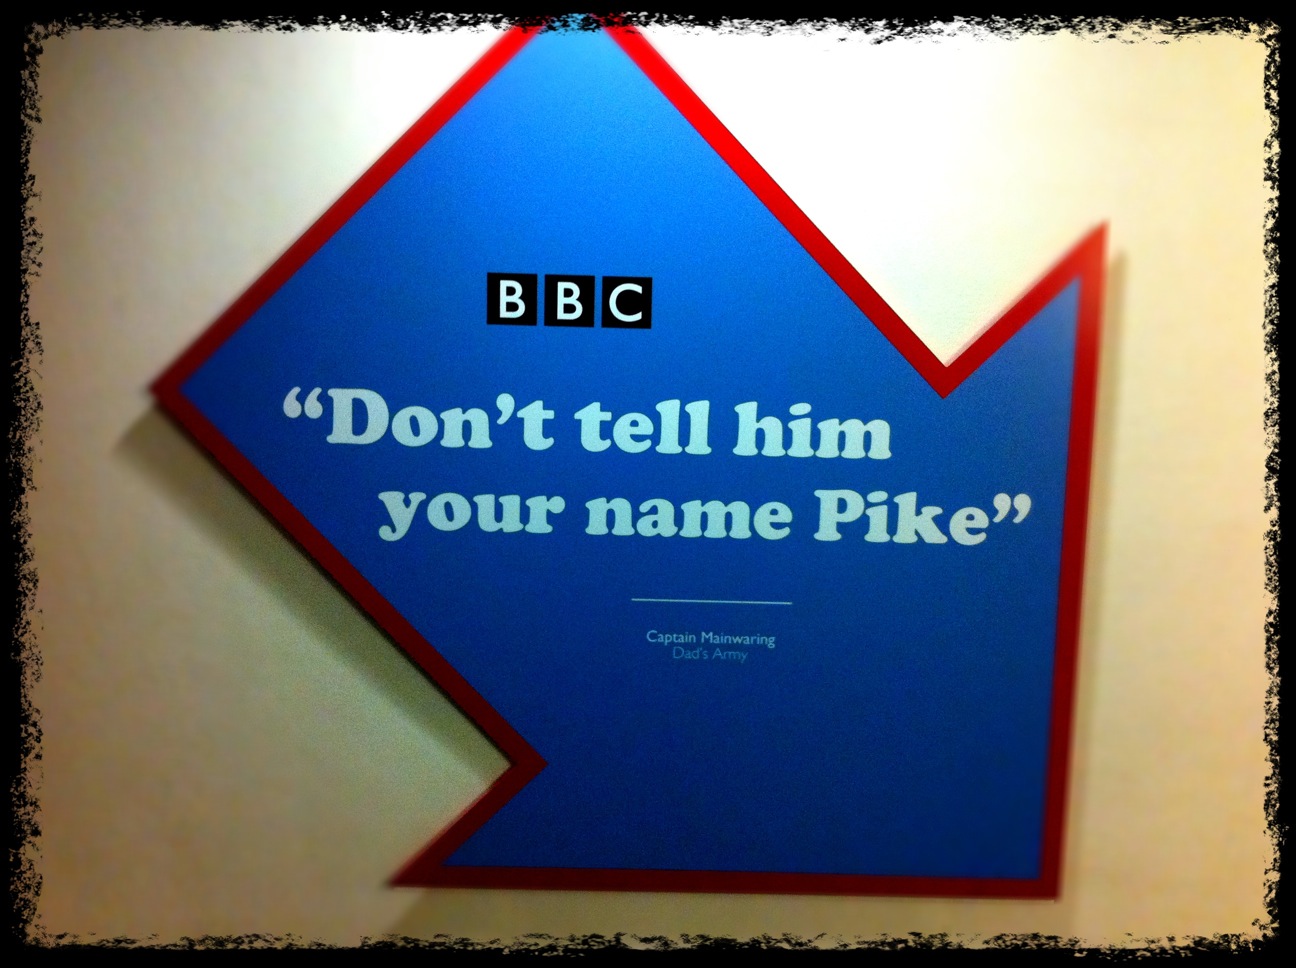 BBC
“Don’t tell him
your name Pike”
Captain Mainwaring
Dad's Army